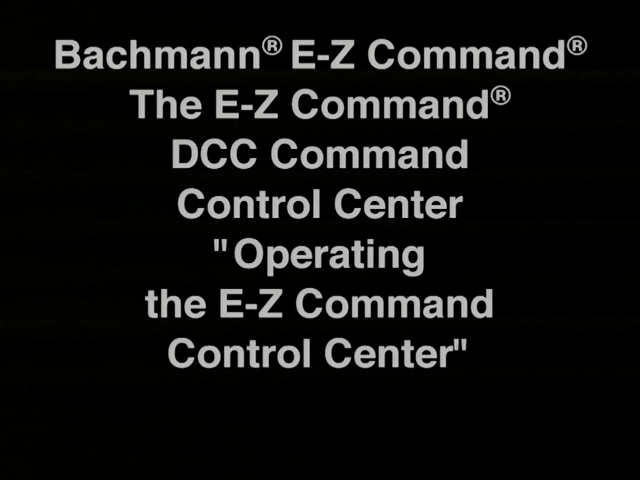 Bachmann® E-Z Command®
The E-Z Command®
DCC Command
Control Center
"Operating
the E-Z Command
Control Center"